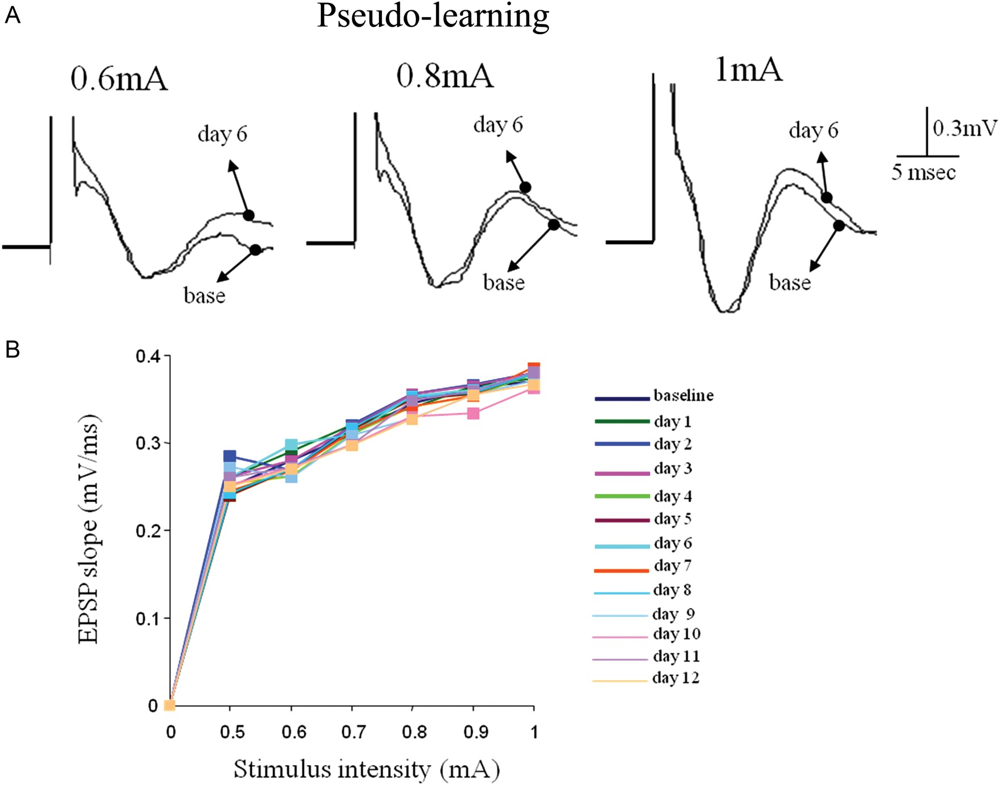 A
Pseudo-learning
0.6mA
0.8mA
1mA
day 6
day 6
day 6
0.3mV
5 msec
base
base
base
B
EPSP slope (mV/ms)
0.4
0.3
0.2
0.1
0
0 0.5 0.6 0.7 0.8 0.9 1
Stimulus intensity (mA)
baseline
day 1
day 2
day 3
day 4
day 5
day 6
day 7
day 8
day 9
day 10
day 11
day 12